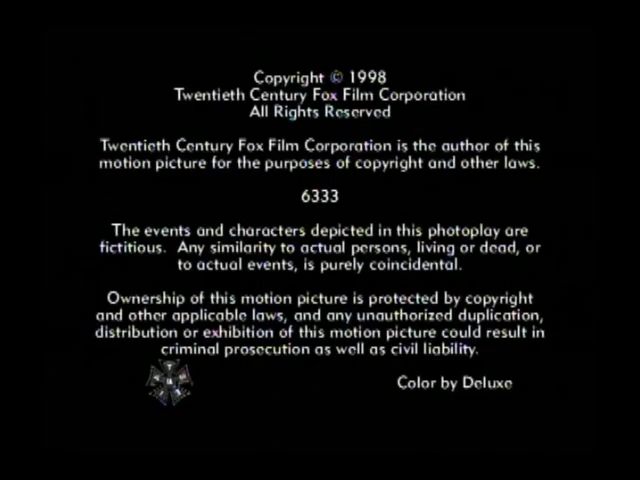 Copyright © 1998
Twentieth Century Fox Film Corporation
All Rights Reserved
Twentieth Century Fox Film Corporation is the author of this
motion picture for the purposes of copyright and other laws.
6333
The events and characters depicted in this photoplay are
fictitious. Any similarity to actual persons, living or dead, or
to actual events, is purely coincidental.
Ownership of this motion picture is protected by copyright
and other applicable laws, and any unauthorized duplication,
distribution or exhibition of this motion picture could result in
criminal prosecution as well as civil liability.
Color by Deluxe